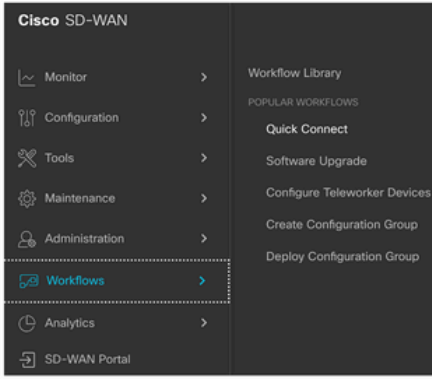 Cisco SD-WAN
Monitor
Configuration
Tools
Maintenance
Administration
Workflows
Analytics
SD-WAN Portal
Workflow Library
POPULAR WORKFLOWS
Quick Connect
Software Upgrade
Configure Teleworker Devices
Create Configuration Group
Deploy Configuration Group